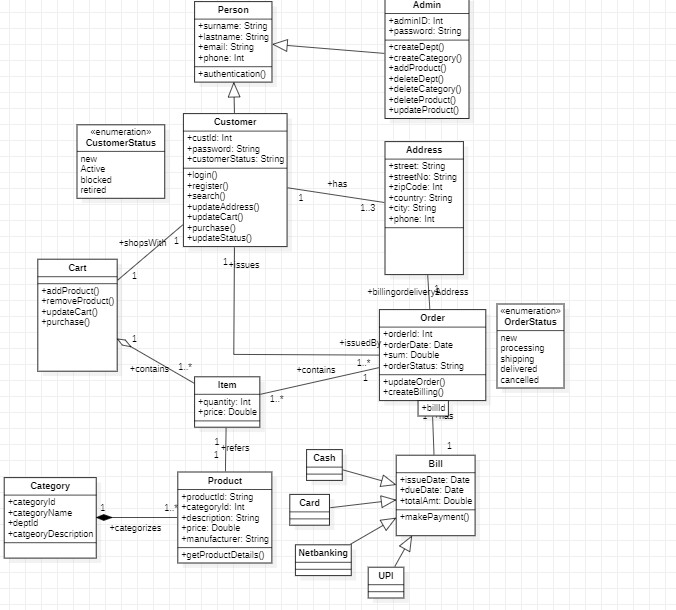 Person
+surname: String
+lastname: String
+email: String
+phone: Int
+authentication()
Admin
+adminID: Int
+password: String
+createDept()
+createCategory()
+addProduct()
+deleteDept()
+deleteCategory()
+deleteProduct()
+updateProduct()
«enumeration»
CustomerStatus
new
Active
blocked
retired
Customer
+custId: Int
+password: String
+customerStatus: String
+login()
+register()
+search()
+updateAddress()
+updateCart()
+purchase()
+updateStatus()
+has
1
1..3
Address
+street: String
+streetNo: String
+zipCode: Int
+country: String
+city: String
+phone: Int
+shopsWith
1
1
Cart
+addProduct()
+removeProduct()
+updateCart()
+purchase()
1
+issues
+billingordeliveryAddress
1
Order
+orderId: Int
+orderDate: Date
+sum: Double
+orderStatus: String
+updateOrder()
+createBilling()
«enumeration»
OrderStatus
new
processing
shipping
delivered
cancelled
+issuedBy
1..*
1
+contains
1..*
1
+contains
1..*
Item
+quantity: Int
+price: Double
+billId
1
+has
1
1
+refers
1
Category
+categoryId
+categoryName
+deptId
+catgeoryDescription
1
1..*
+categorizes
Product
+productId: String
+categoryId: Int
+description: String
+price: Double
+manufacturer: String
+getProductDetails()
Cash
Card
Netbanking
UPI
Bill
+issueDate: Date
+dueDate: Date
+totalAmt: Double
+makePayment()